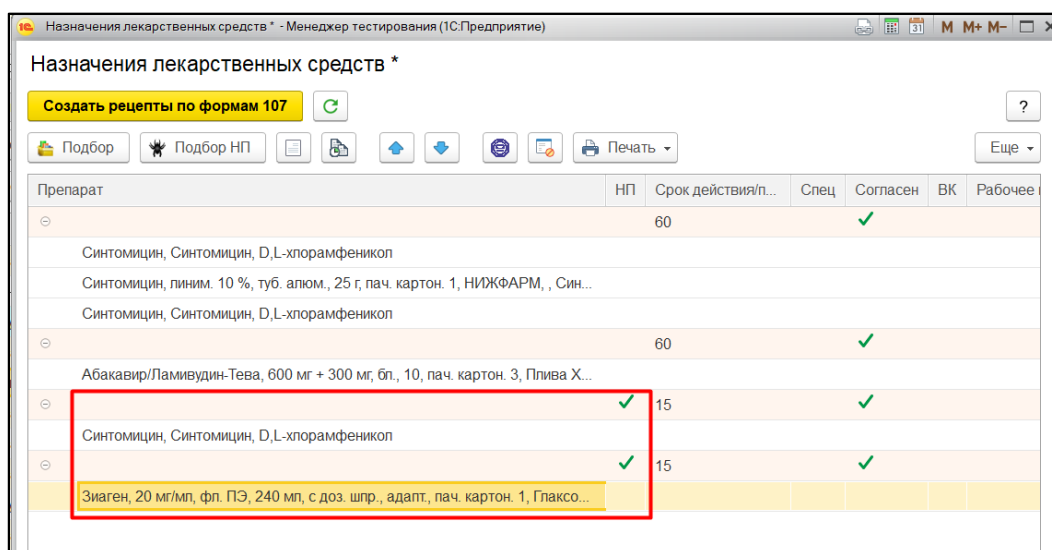 1С Назначения лекарственных средств * - Менеджер тестирования (1С:Предприятие) 31 M M+ M-
Назначения лекарственных средств *
Создать рецепты по формам 107 ?
Подбор Подбор НП Печать Еще
Препарат НП Срок действия/п... Спец Согласен ВК Рабочее
60
Синтомицин, Синтомицин, D,L-хлорамфеникол
Синтомицин, линим. 10 %, туб. алюм., 25 г, пач. картон. 1, НИЖФАРМ, , Син...
Синтомицин, Синтомицин, D,L-хлорамфеникол
60
Абакавир/Ламивудин-Тева, 600 мг + 300 мг, бл., 10, пач. картон. 3, Плива Х...
15
Синтомицин, Синтомицин, D,L-хлорамфеникол
15
Зиаген, 20 мг/мл, фл. ПЭ, 240 мл, с доз. шпр., адапт., пач. картон. 1, Глаксо...